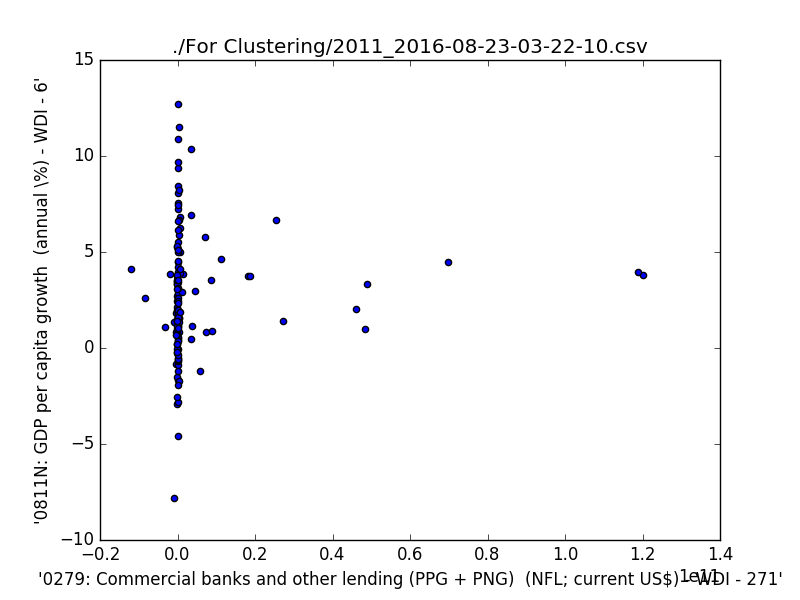 ./For Clustering/2011_2016-08-23-03-22-10.csv
15
10
5
0
−5
−10
'0811N: GDP per capita growth  (annual \%) - WDI - 6'
−0.2 0.0 0.2 0.4 0.6 0.8 1.0 1.2 1.4
1e11
'0279: Commercial banks and other lending (PPG + PNG)  (NFL; current US$) - WDI - 271'